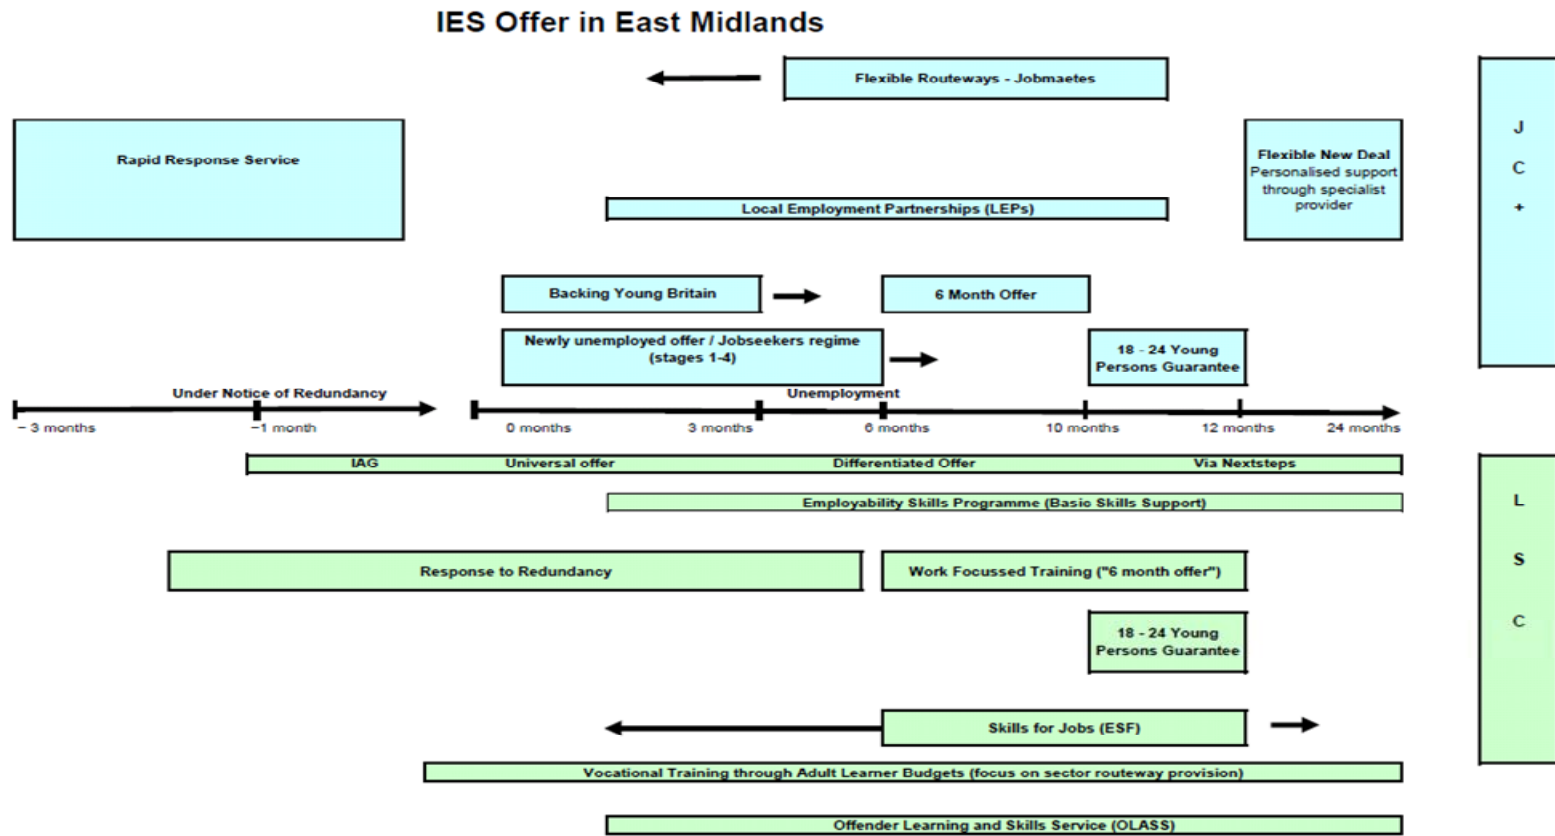 IES Offer in East Midlands
Flexible Routeways - Jobmaetes
Rapid Response Service
Flexible New Deal
Personalised support
through specialist
provider
Local Employment Partnerships (LEPs)
J
C
+
Backing Young Britain
6 Month Offer
Newly unemployed offer / Jobseekers regime
(stages 1-4)
18 - 24 Young
Persons Guarantee
Under Notice of Redundancy
Unemployment
− 3 months
−1 month
0 months
3 months
6 months
10 months
12 months
24 months
IAG
Universal offer
Differentiated Offer
Via Nextsteps
Employability Skills Programme (Basic Skills Support)
L
S
C
Response to Redundancy
Work Focussed Training ("6 month offer")
18 - 24 Young
Persons Guarantee
Skills for Jobs (ESF)
Vocational Training through Adult Learner Budgets (focus on sector routeway provision)
Offender Learning and Skills Service (OLASS)